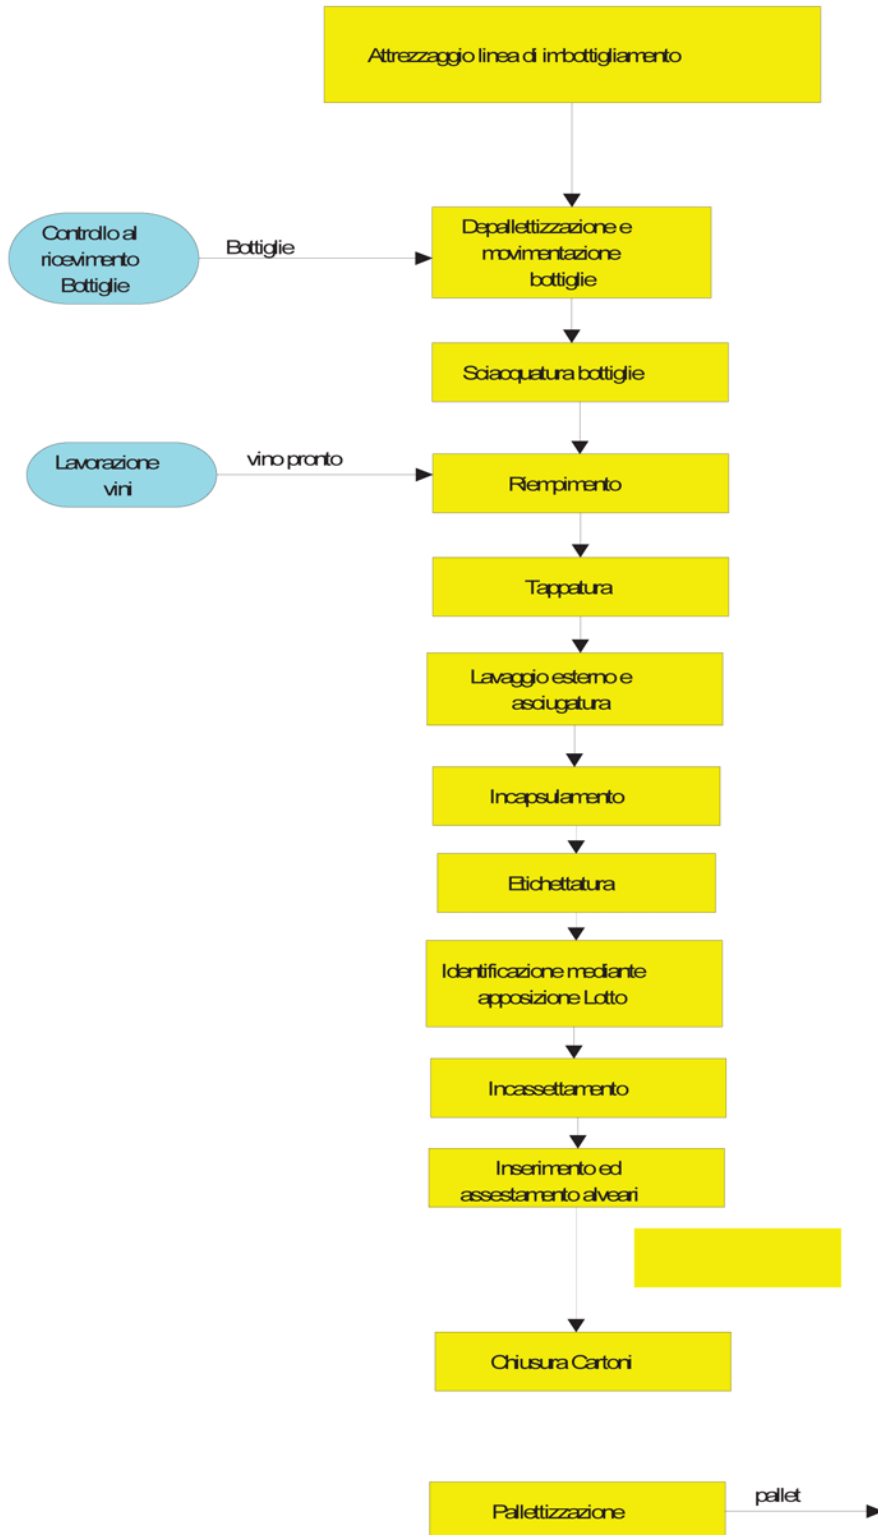 Attrezzaggio linea di imbottigliamento
Controllo al
ricevimento
Bottiglie
Bottiglie
Depallettizzazione e
movimentazione
bottiglie
Sciacquatura bottiglie
Lavorazione
vini
vino pronto
Riempimento
Tappatura
Lavaggio esterno e
asciugatura
Incapsulamento
Etichettatura
Identificazione mediante
apposizione Lotto
Incassettamento
Inserimento ed
assestamento alveari
Chiusura Cartoni
Pallettizzazione
pallet